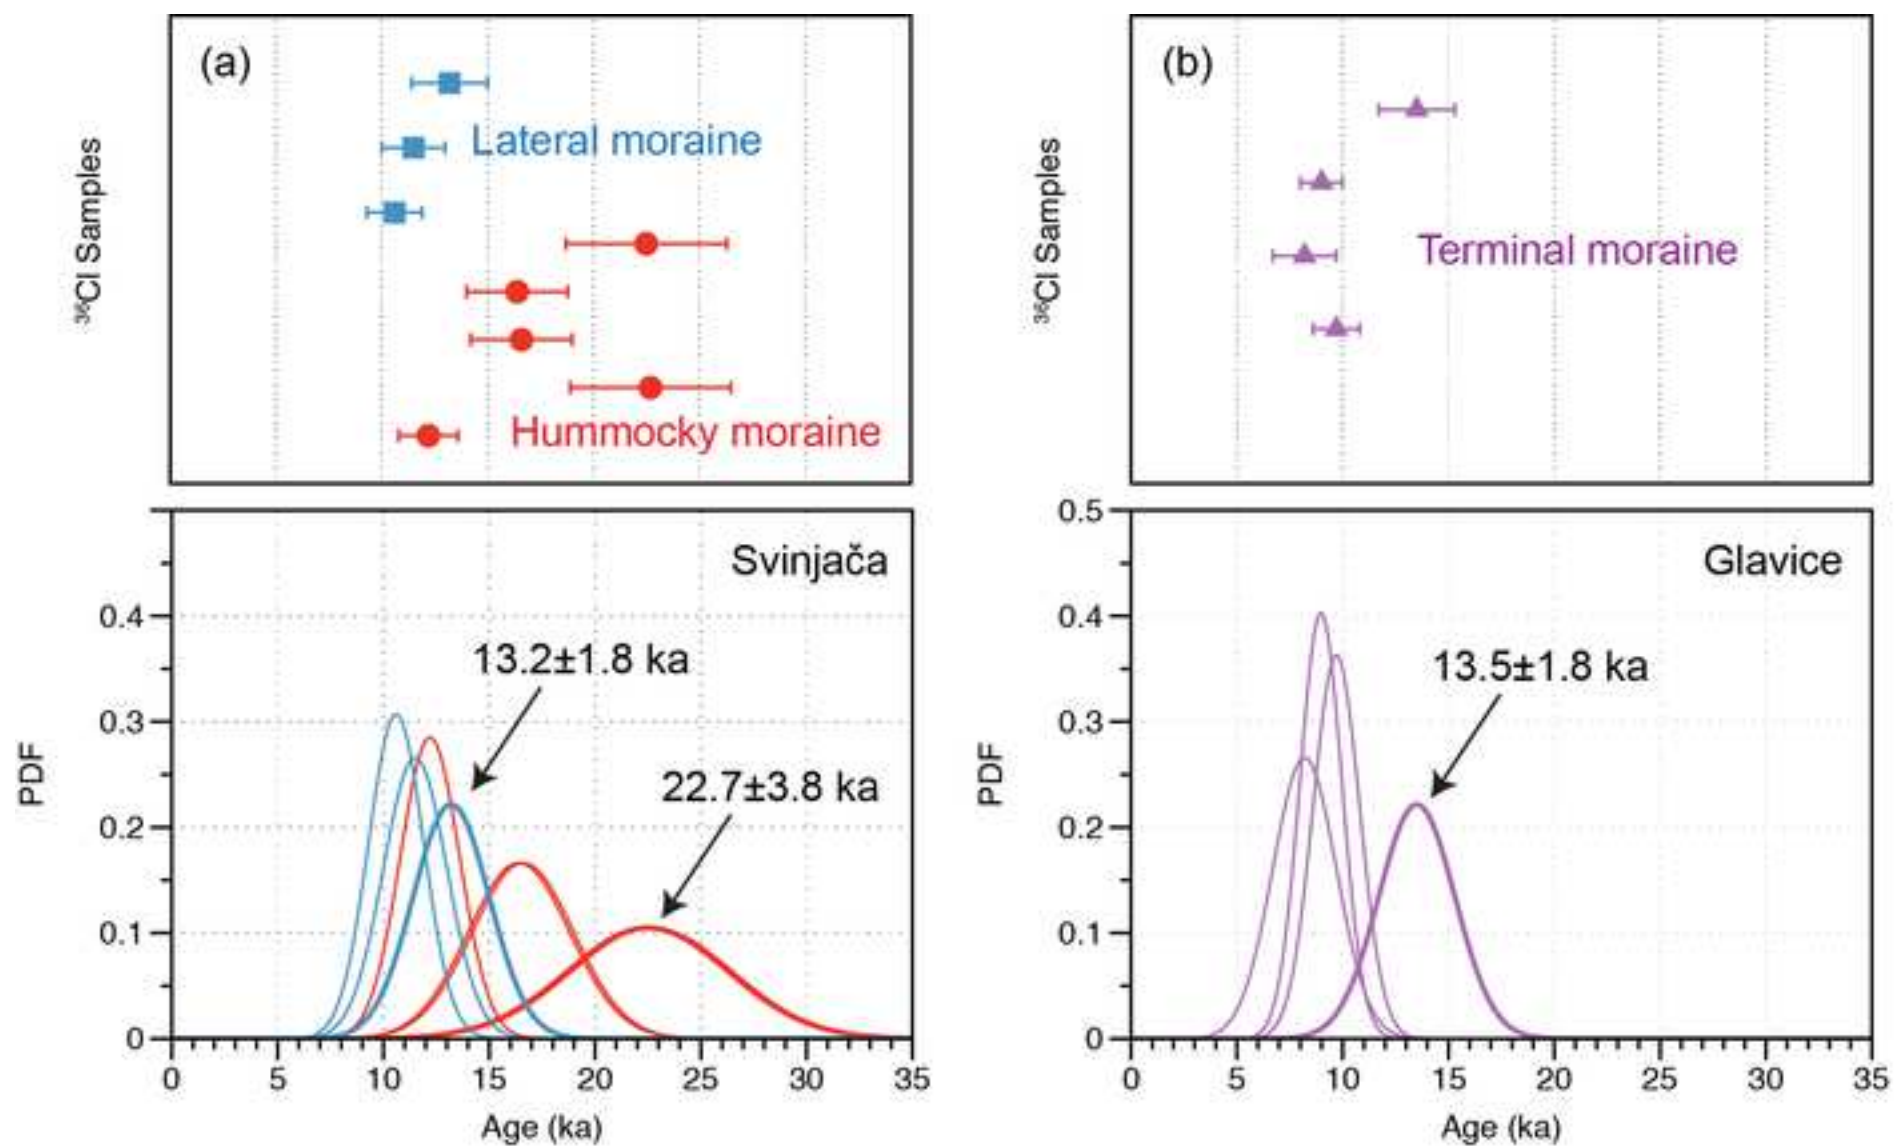 (a)
Lateral moraine
³⁶Cl Samples
Hummocky moraine
(b)
Terminal moraine
³⁶Cl Samples
Svinjača
13.2±1.8 ka
22.7±3.8 ka
PDF
0.4
0.3
0.2
0.1
0
0 5 10 15 20 25 30 35
Age (ka)
Glavice
13.5±1.8 ka
PDF
0.5
0.4
0.3
0.2
0.1
0
0 5 10 15 20 25 30 35
Age (ka)